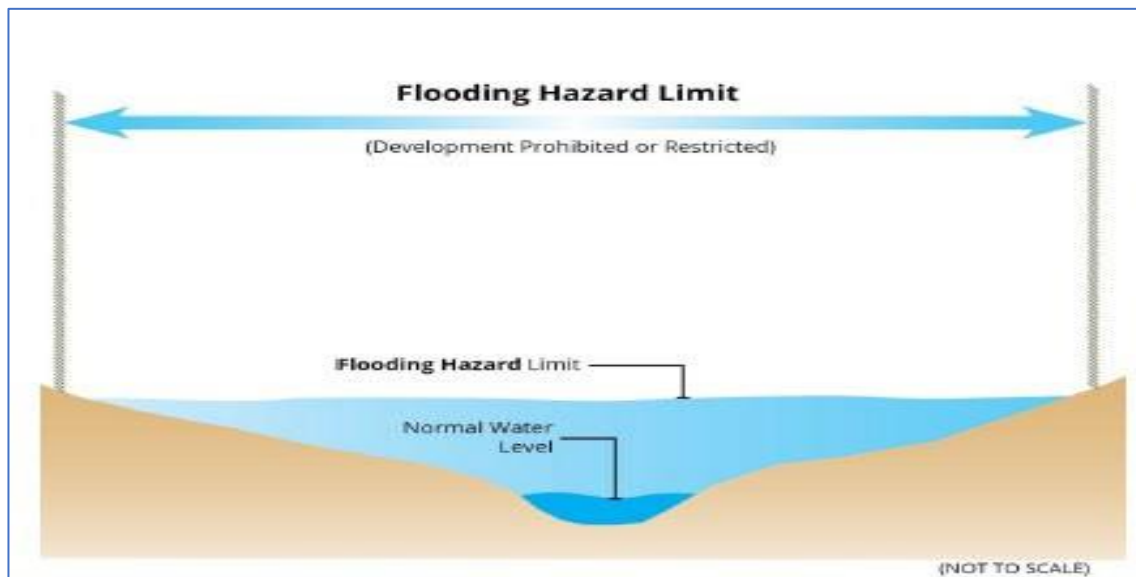 Flooding Hazard Limit
(Development Prohibited or Restricted)
Flooding Hazard Limit
Normal Water
Level
(NOT TO SCALE)